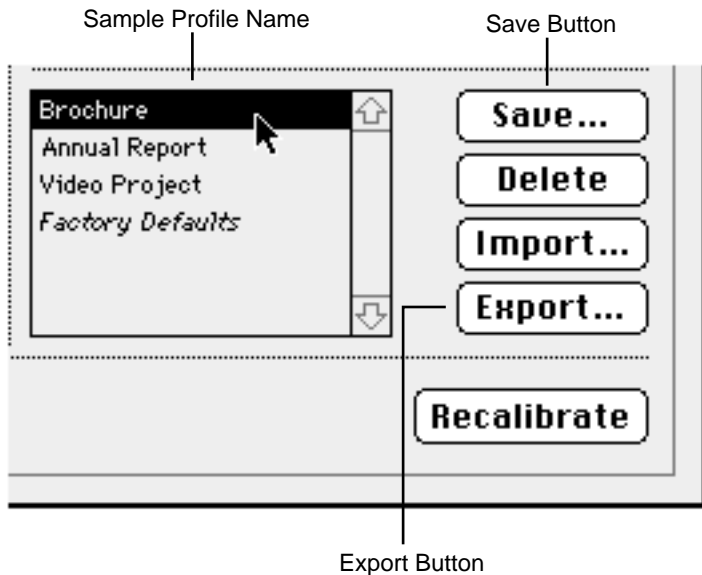 Sample Profile Name
Save Button
Brochure
Annual Report
Video Project
Factory Defaults
Save...
Delete
Import...
Export...
Recalibrate
Export Button